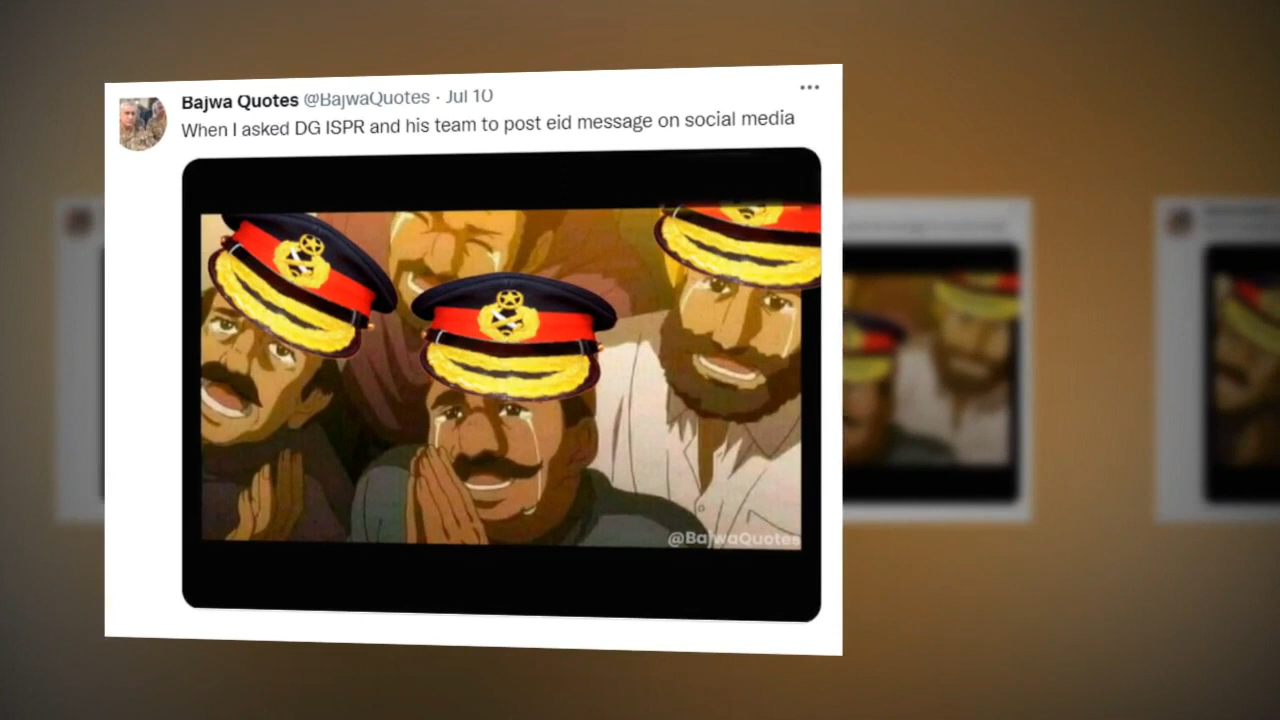 Bajwa Quotes @BajwaQuotes · Jul 10
When I asked DG ISPR and his team to post eid message on social media
@BajwaQuotes